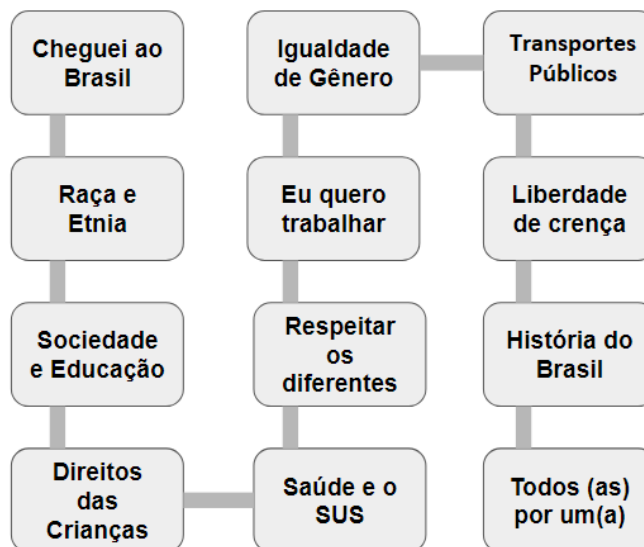 Cheguei ao
Brasil
Raça e
Etnia
Sociedade
e Educação
Direitos
das
Crianças
Saúde e o
SUS
Respeitar
os
diferentes
Eu quero
trabalhar
Igualdade
de Gênero
Transportes
Públicos
Liberdade
de crença
História do
Brasil
Todos (as)
por um(a)